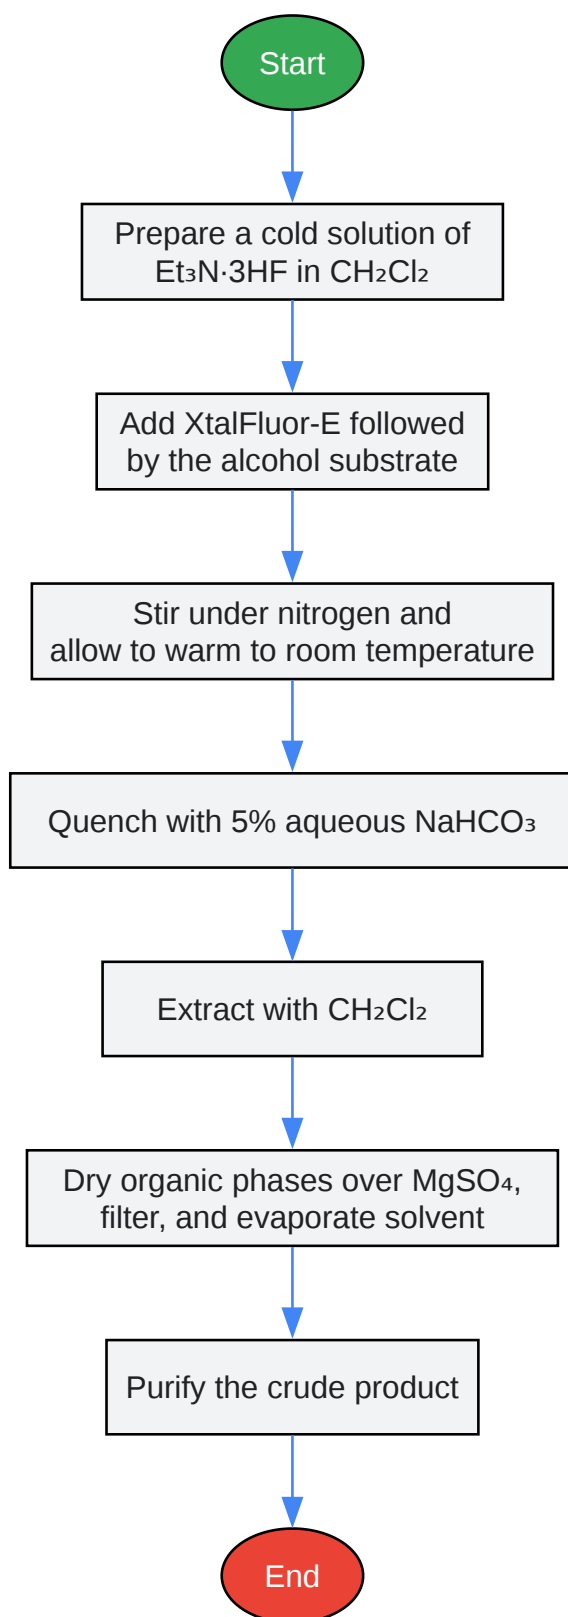 Start
Prepare a cold solution of
Et₃N·3HF in CH₂Cl₂
Add XtalFluor-E followed
by the alcohol substrate
Stir under nitrogen and
allow to warm to room temperature
Quench with 5% aqueous NaHCO₃
Extract with CH₂Cl₂
Dry organic phases over MgSO₄,
filter, and evaporate solvent
Purify the crude product
End